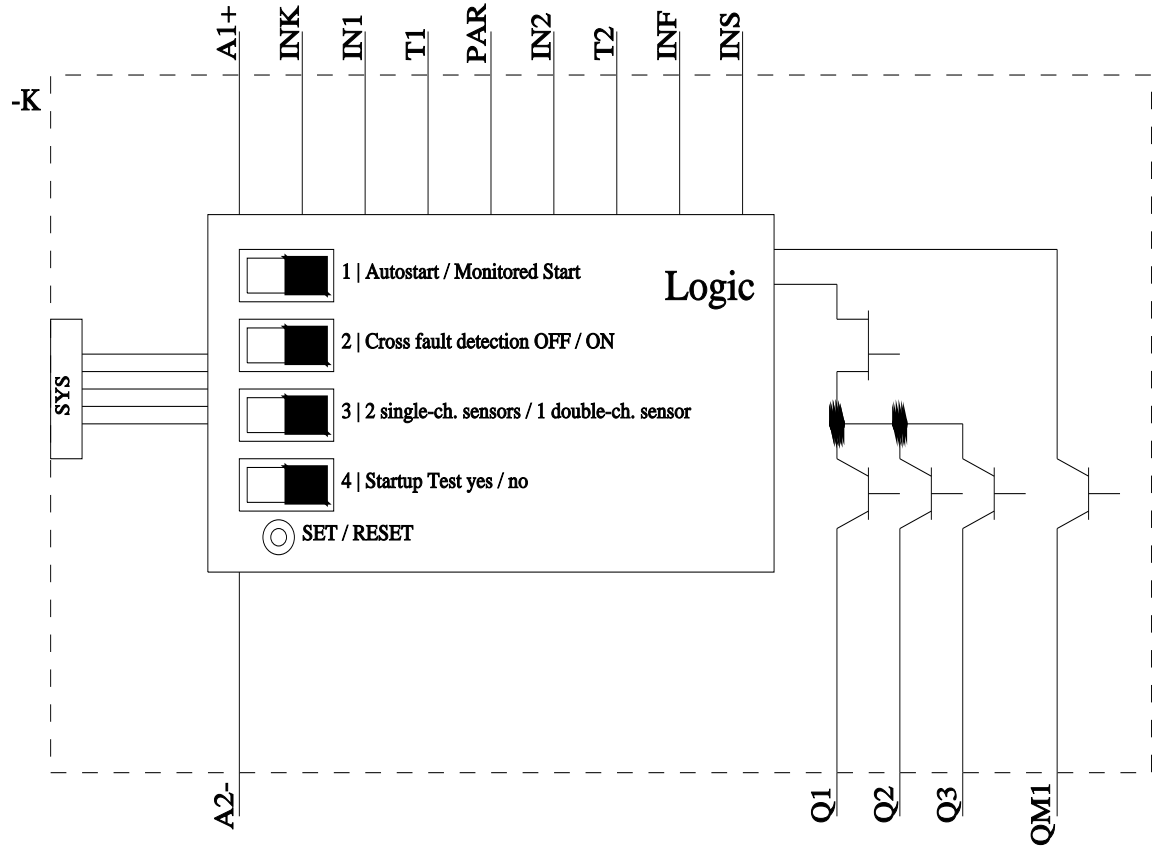 A1+
INK
IN1
T1
PAR
IN2
T2
INF
INS
-K
Logic
1 | Autostart / Monitored Start
2 | Cross fault detection OFF / ON
3 | 2 single-ch. sensors / 1 double-ch. sensor
4 | Startup Test yes / no
SET / RESET
SYS
A2-
Q1
Q2
Q3
QM1